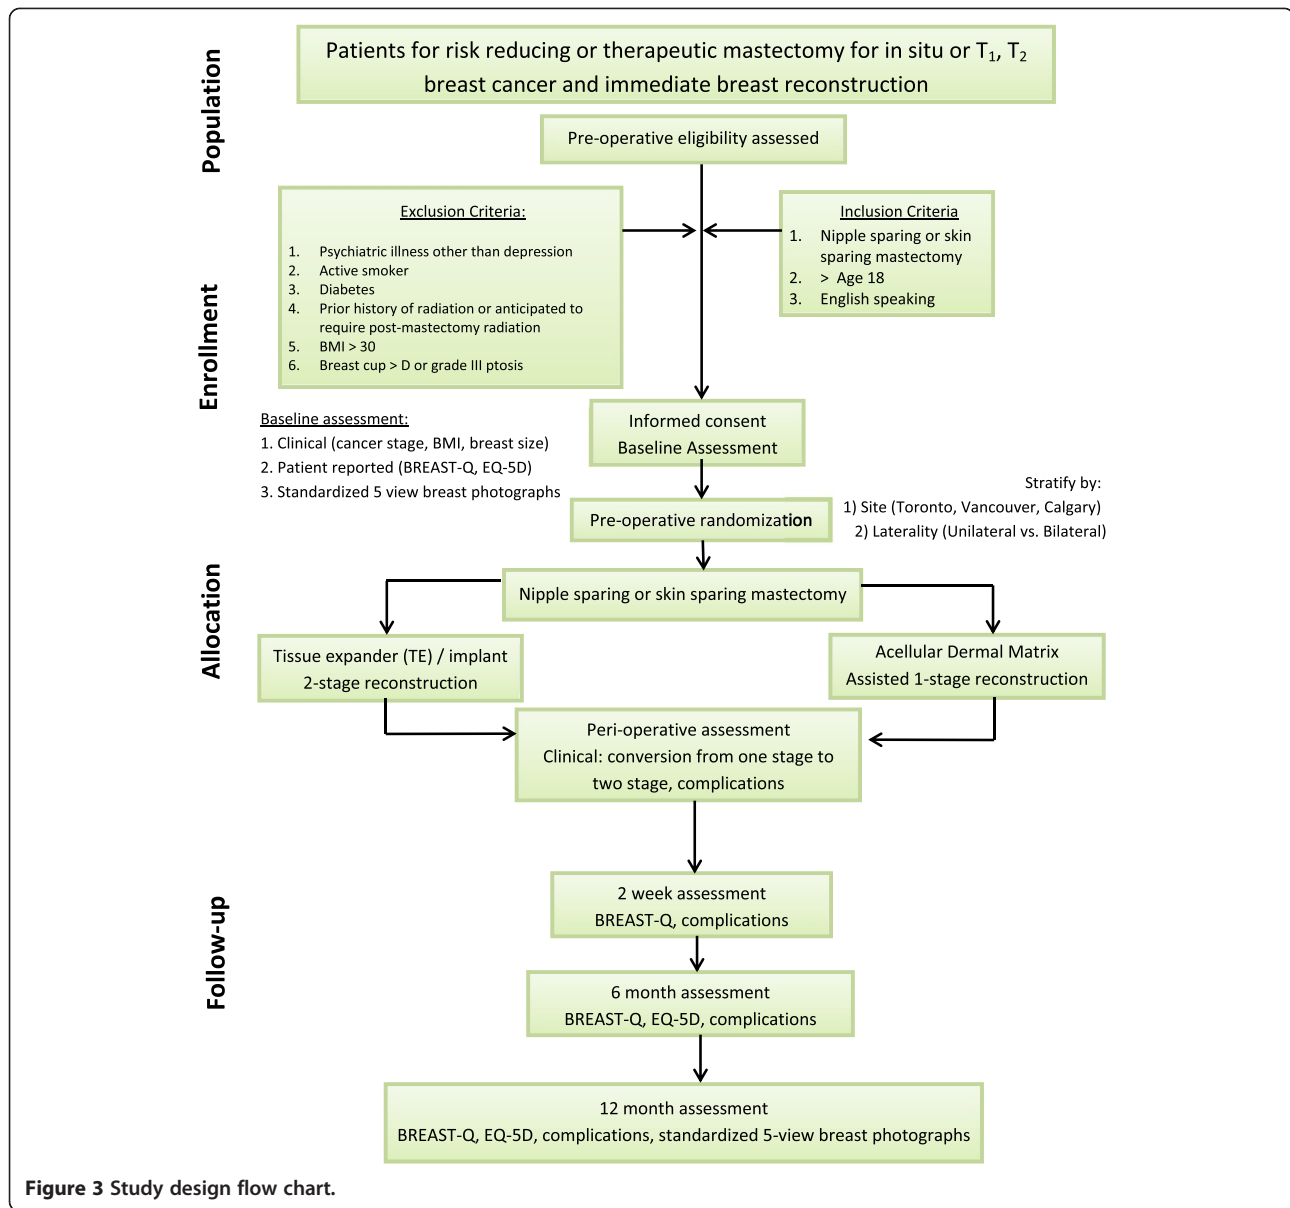 Population
Patients for risk reducing or therapeutic mastectomy for in situ or T1, T2
breast cancer and immediate breast reconstruction
Pre-operative eligibility assessed
Enrollment
Exclusion Criteria:
1. Psychiatric illness other than depression
2. Active smoker
3. Diabetes
4. Prior history of radiation or anticipated to
require post-mastectomy radiation
5. BMI > 30
6. Breast cup > D or grade III ptosis
Inclusion Criteria
1. Nipple sparing or skin
sparing mastectomy
2. > Age 18
3. English speaking
Informed consent
Baseline Assessment
Baseline assessment:
1. Clinical (cancer stage, BMI, breast size)
2. Patient reported (BREAST-Q, EQ-5D)
3. Standardized 5 view breast photographs
Pre-operative randomization
Stratify by:
1) Site (Toronto, Vancouver, Calgary)
2) Laterality (Unilateral vs. Bilateral)
Allocation
Nipple sparing or skin sparing mastectomy
Tissue expander (TE) / implant
2-stage reconstruction
Acellular Dermal Matrix
Assisted 1-stage reconstruction
Peri-operative assessment
Clinical: conversion from one stage to
two stage, complications
Follow-up
2 week assessment
BREAST-Q, complications
6 month assessment
BREAST-Q, EQ-5D, complications
12 month assessment
BREAST-Q, EQ-5D, complications, standardized 5-view breast photographs
Figure 3 Study design flow chart.